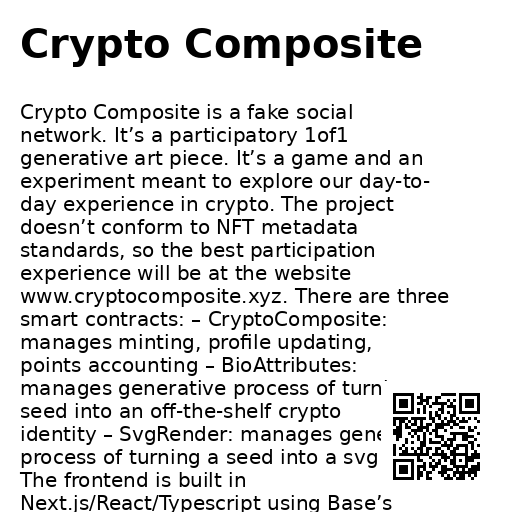 Crypto Composite
Crypto Composite is a fake social
network. It’s a participatory 1of1
generative art piece. It’s a game and an
experiment meant to explore our day-to-
day experience in crypto. The project
doesn’t conform to NFT metadata
standards, so the best participation
experience will be at the website
www.cryptocomposite.xyz. There are three
smart contracts: – CryptoComposite:
manages minting, profile updating,
points accounting – BioAttributes:
manages generative process of
seed into an off-the-shelf crypto
identity – SvgRender: manages
process of turning a seed into a svg
The frontend is built in
Next.js/React/Typescript using Base’s